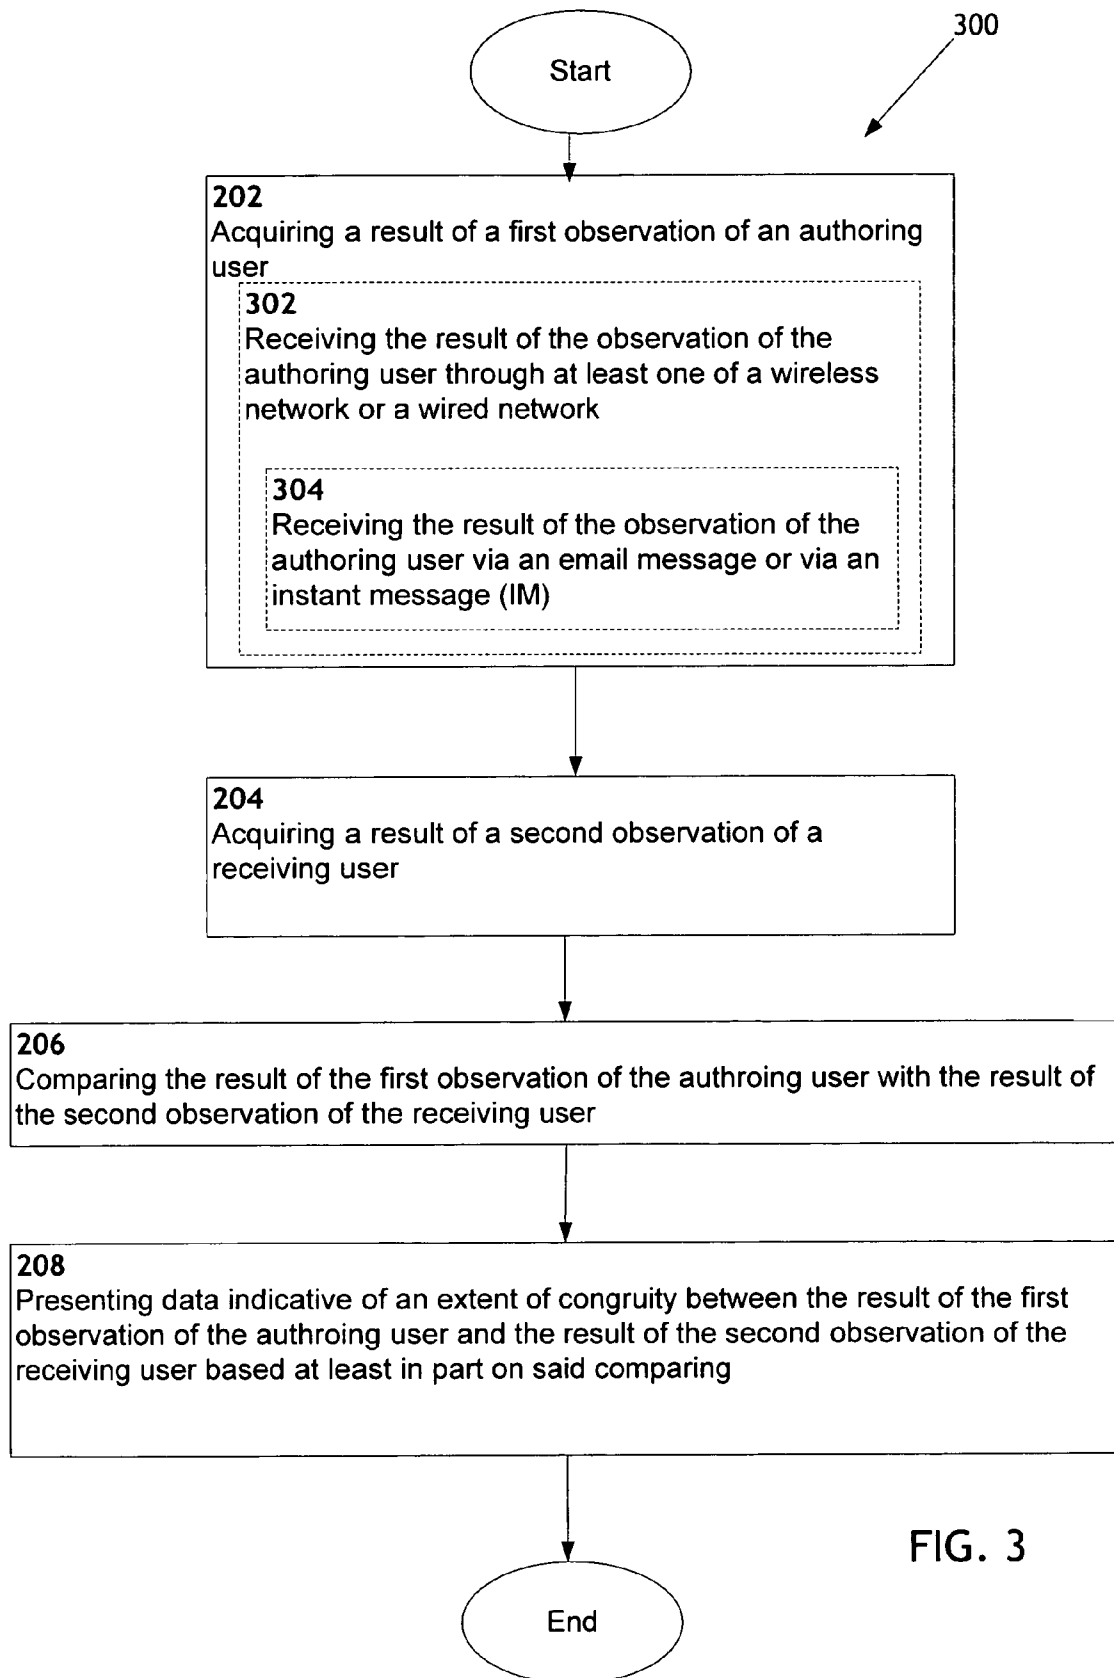 300
Start
202
Acquiring a result of a first observation of an authoring
user
302
Receiving the result of the observation of the
authoring user through at least one of a wireless
network or a wired network
304
Receiving the result of the observation of the
authoring user via an email message or via an
instant message (IM)
204
Acquiring a result of a second observation of a
receiving user
206
Comparing the result of the first observation of the authroing user with the result of
the second observation of the receiving user
208
Presenting data indicative of an extent of congruity between the result of the first
observation of the authroing user and the result of the second observation of the
receiving user based at least in part on said comparing
FIG. 3
End